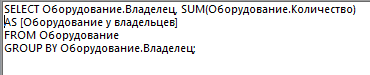 SELECT Оборудование.Владелец, SUM(Оборудование.Количество)
AS [Оборудование у владельцев]
FROM Оборудование
GROUP BY Оборудование.Владелец;